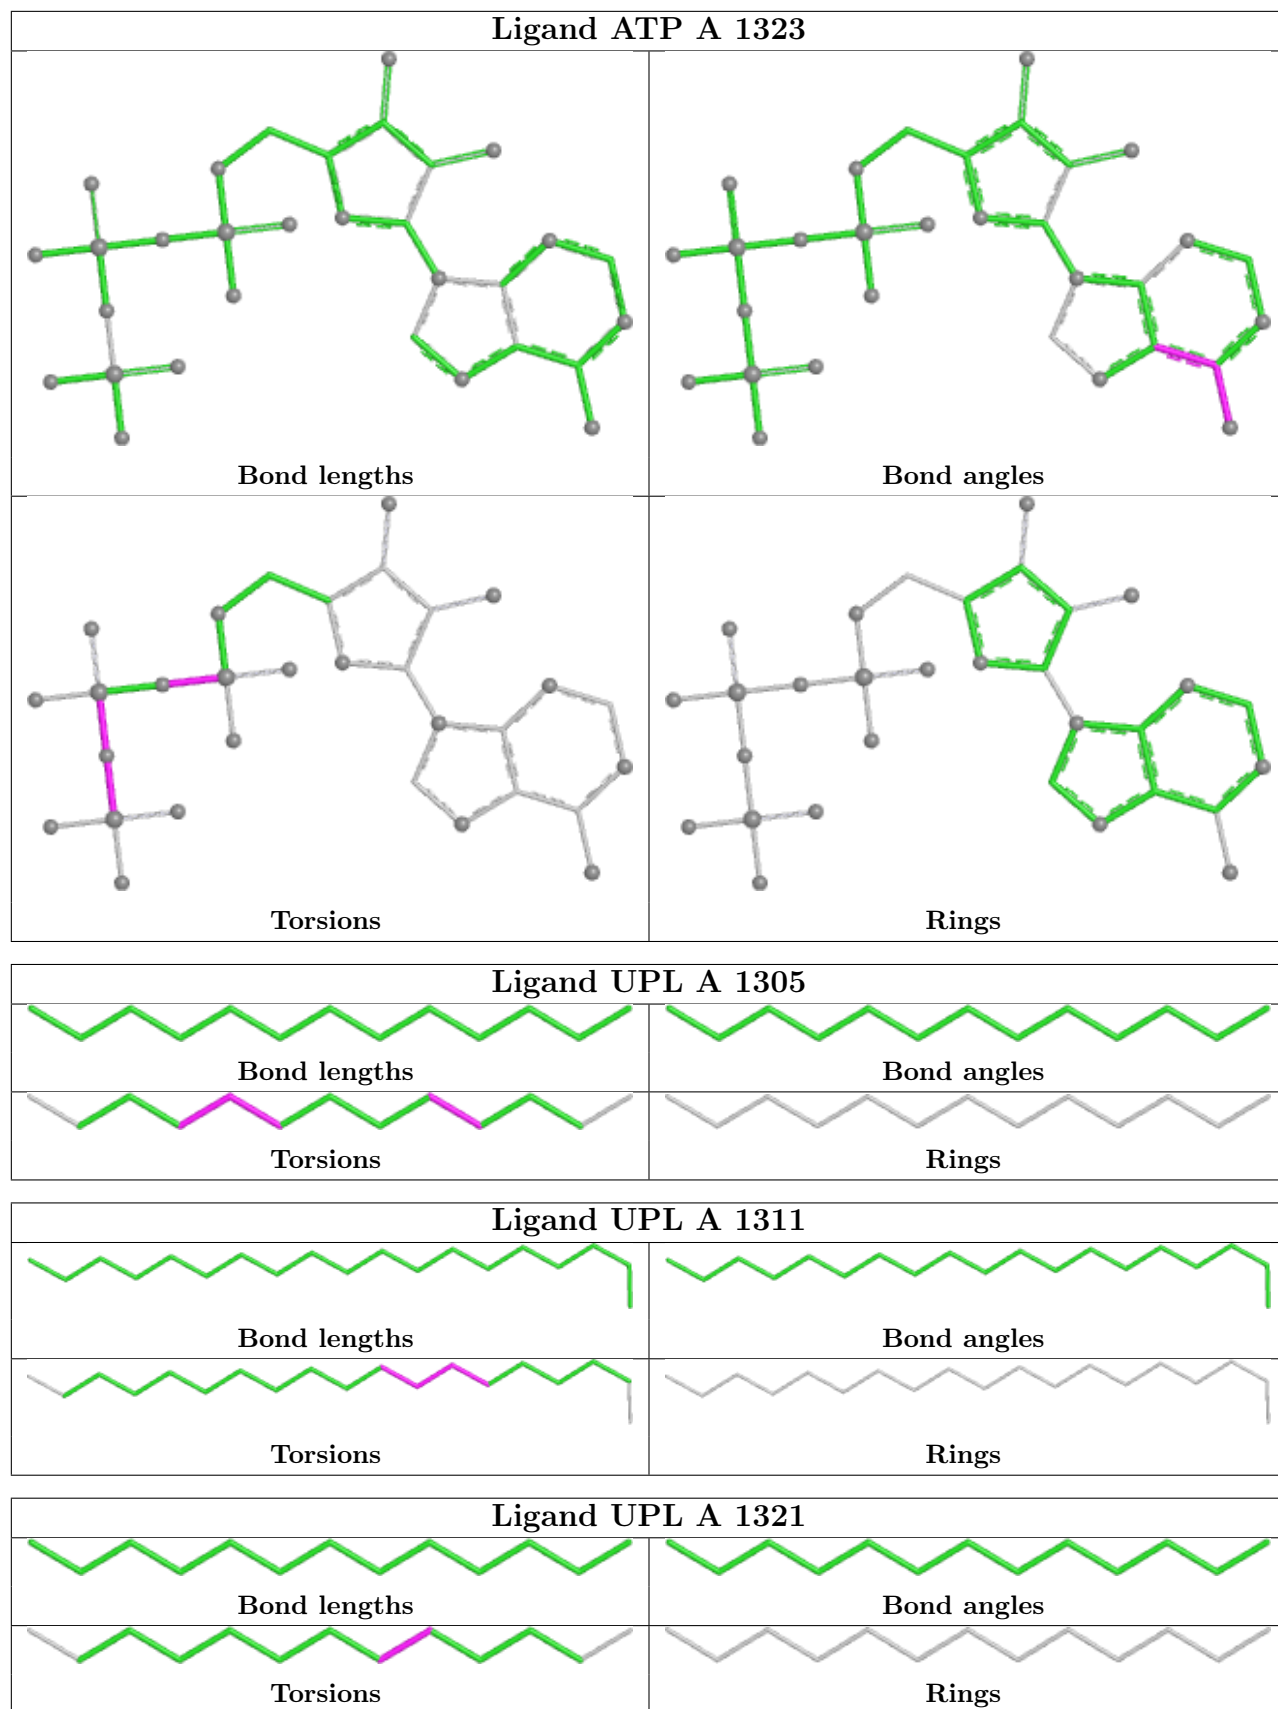 Ligand ATP A 1323
Bond lengths
Bond angles
Torsions
Rings
Ligand UPL A 1305
Bond lengths
Bond angles
Torsions
Rings
Ligand UPL A 1311
Bond lengths
Bond angles
Torsions
Rings
Ligand UPL A 1321
Bond lengths
Bond angles
Torsions
Rings